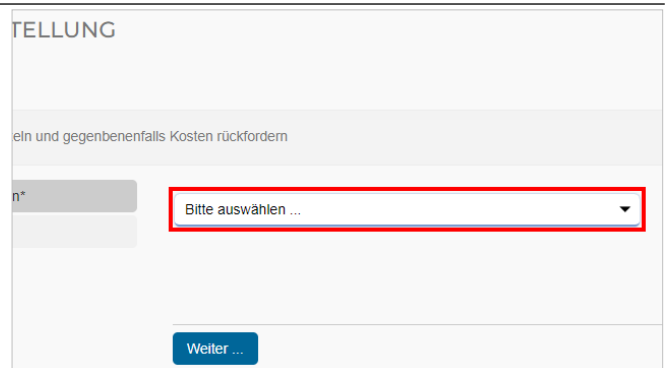 TELLUNG
eln und gegenbenenfalls Kosten rückfordern
n*
Bitte auswählen ...
Weiter ...